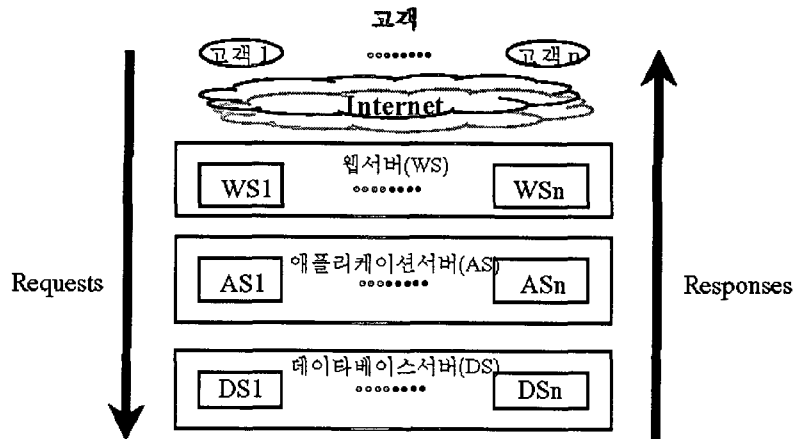 고객
고객 1
고객 n
Internet
웹서버(WS)
WS1
WSn
애플리케이션서버(AS)
AS1
ASn
Requests
Responses
데이타베이스서버(DS)
DS1
DSn